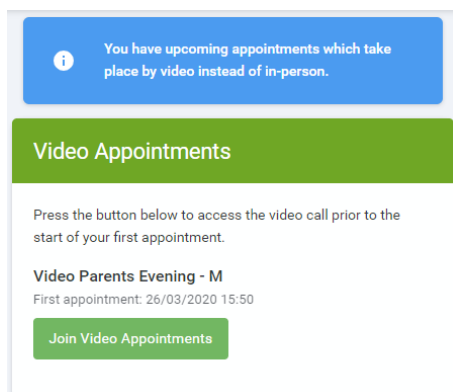 You have upcoming appointments which take
place by video instead of in-person.
Video Appointments
Press the button below to access the video call prior to the
start of your first appointment.
Video Parents Evening - M
First appointment: 26/03/2020 15:50
Join Video Appointments